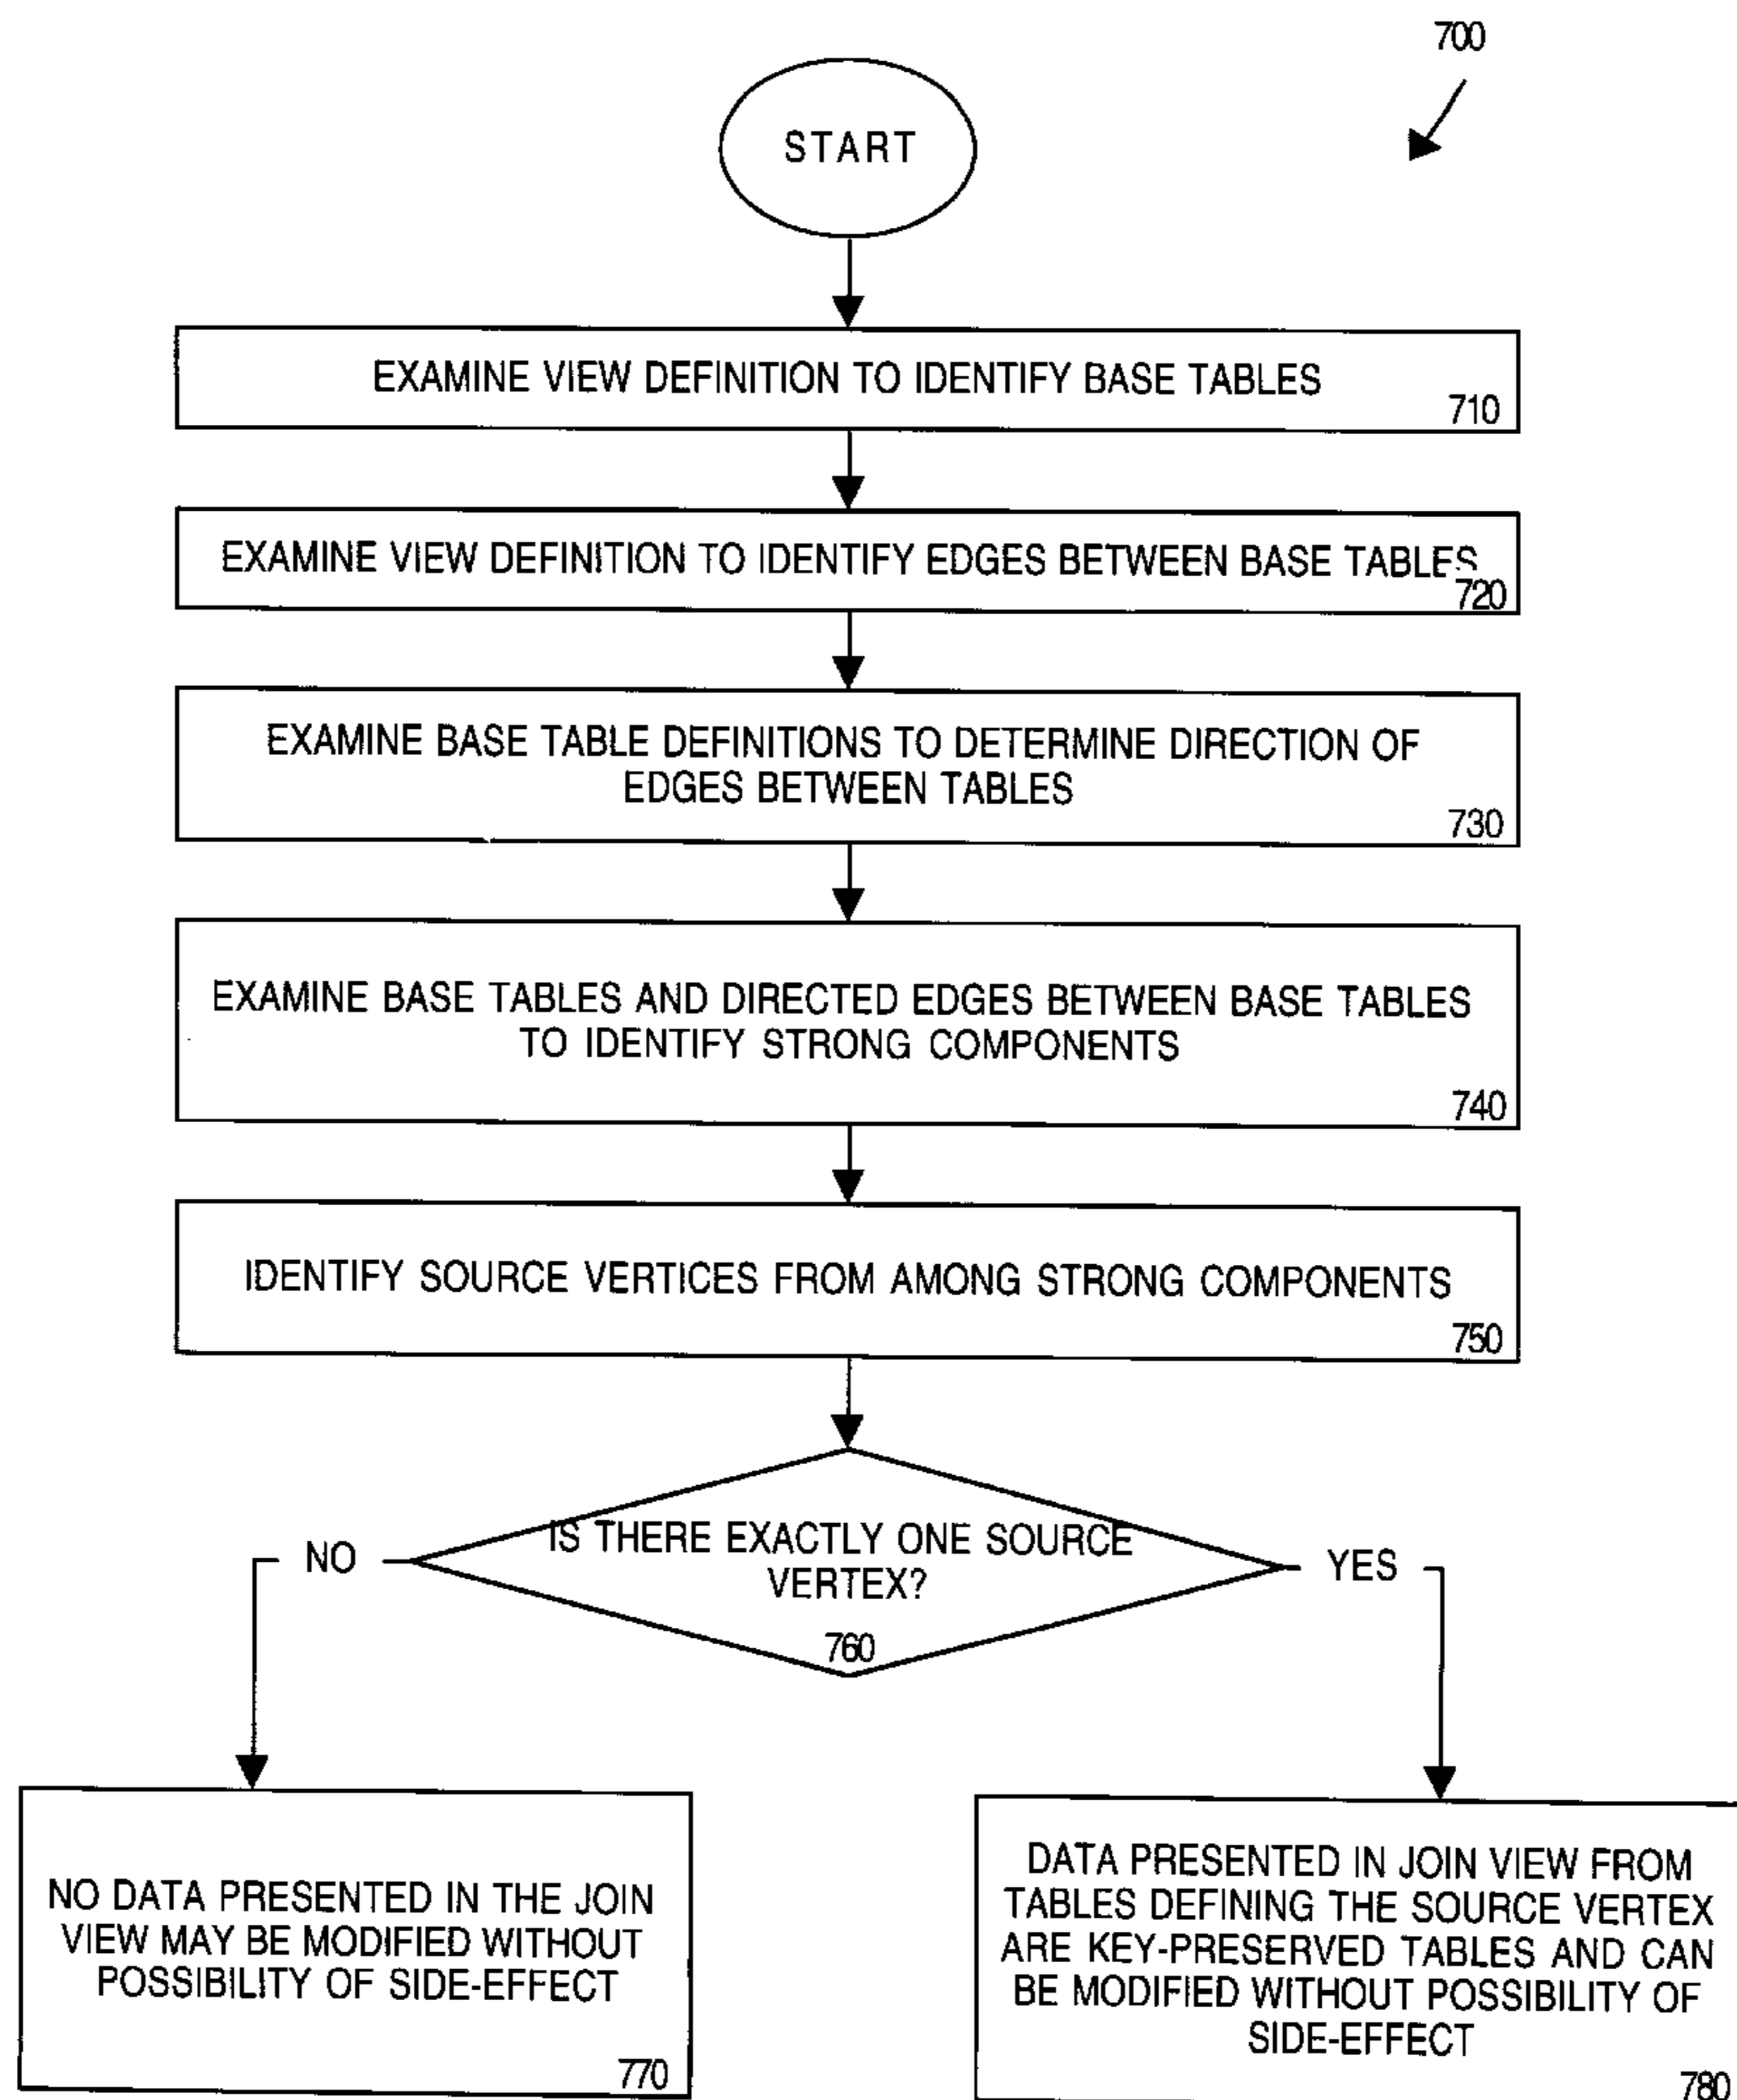 700
START
EXAMINE VIEW DEFINITION TO IDENTIFY BASE TABLES
710
EXAMINE VIEW DEFINITION TO IDENTIFY EDGES BETWEEN BASE TABLES
720
EXAMINE BASE TABLE DEFINITIONS TO DETERMINE DIRECTION OF
EDGES BETWEEN TABLES
730
EXAMINE BASE TABLES AND DIRECTED EDGES BETWEEN BASE TABLES
TO IDENTIFY STRONG COMPONENTS
740
IDENTIFY SOURCE VERTICES FROM AMONG STRONG COMPONENTS
750
IS THERE EXACTLY ONE SOURCE
VERTEX?
760
NO
YES
NO DATA PRESENTED IN THE JOIN
VIEW MAY BE MODIFIED WITHOUT
POSSIBILITY OF SIDE-EFFECT
770
DATA PRESENTED IN JOIN VIEW FROM
TABLES DEFINING THE SOURCE VERTEX
ARE KEY-PRESERVED TABLES AND CAN
BE MODIFIED WITHOUT POSSIBILITY OF
SIDE-EFFECT
780